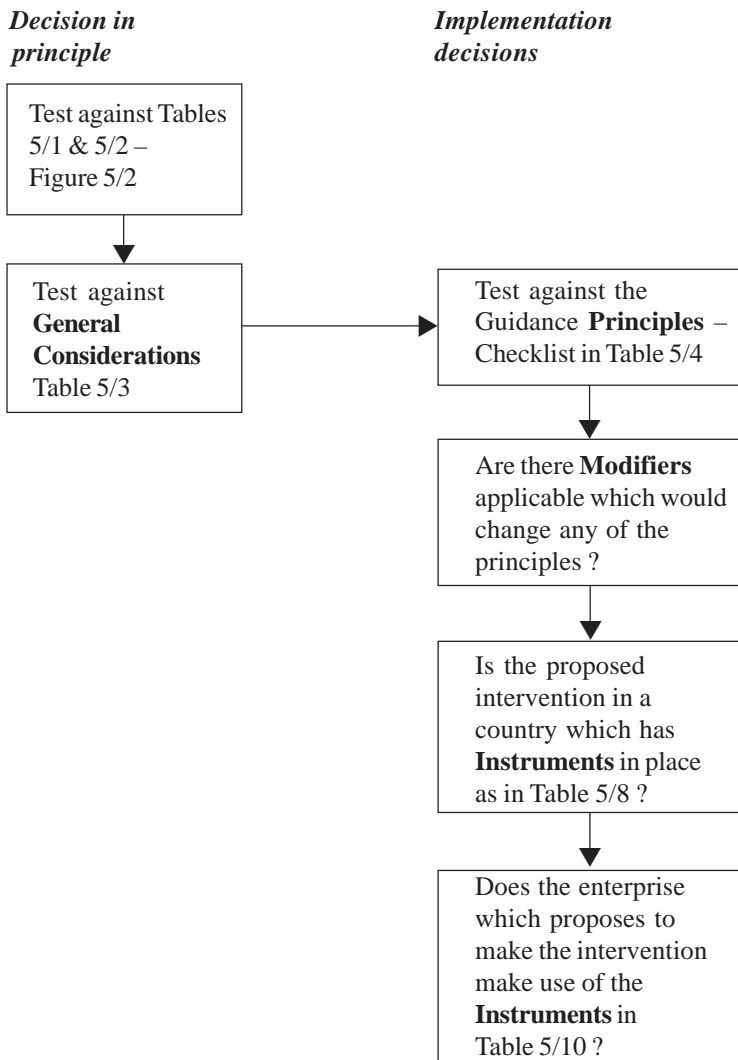 Decision in
principle
Implementation
decisions
Test against Tables
5/1 & 5/2 –
Figure 5/2
Test against
General
Considerations
Table 5/3
Test against the
Guidance Principles –
Checklist in Table 5/4
Are there Modifiers
applicable which would
change any of the
principles ?
Is the proposed
intervention in a
country which has
Instruments in place
as in Table 5/8 ?
Does the enterprise
which proposes to
make the intervention
make use of the
Instruments in
Table 5/10 ?